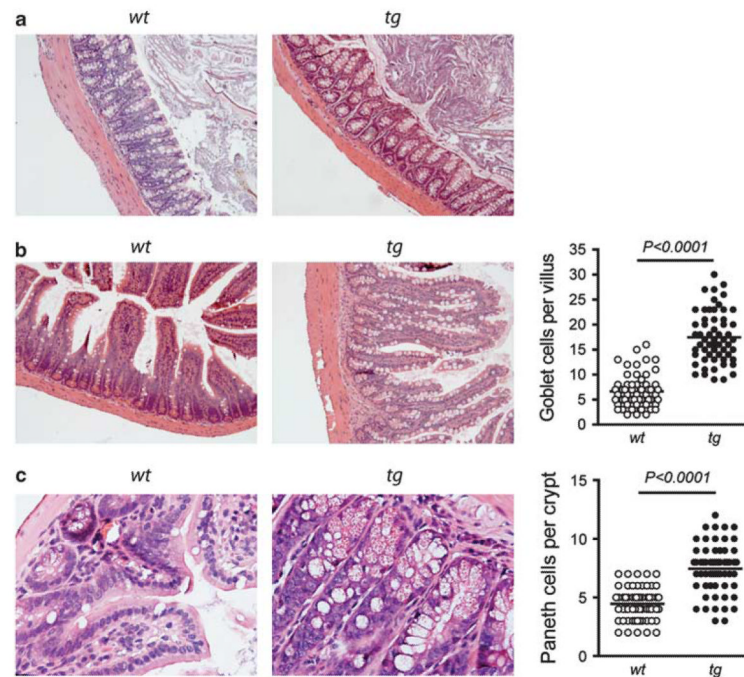 a
wt
tg
b
wt
tg
Goblet cells per villus
35
30
25
20
15
10
5
0
P<0.0001
wt
tg
c
wt
tg
Paneth cells per crypt
15
10
5
0
P<0.0001
wt
tg